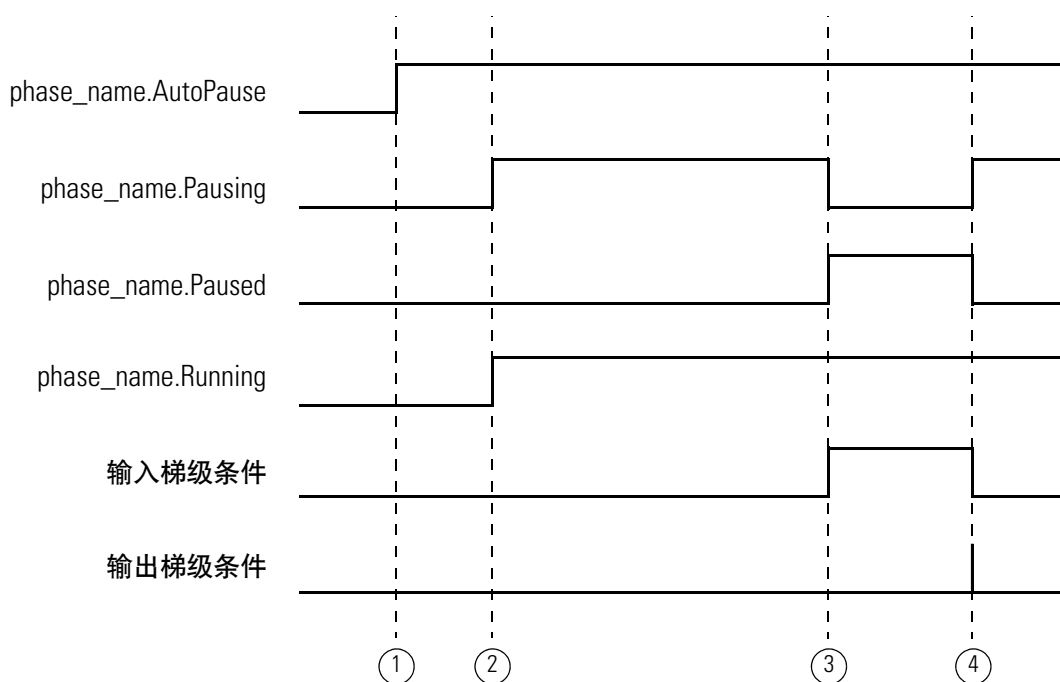 phase_name.AutoPause
phase_name.Pausing
phase_name.Paused
phase_name.Running
输入梯级条件
输出梯级条件
1 2 3 4